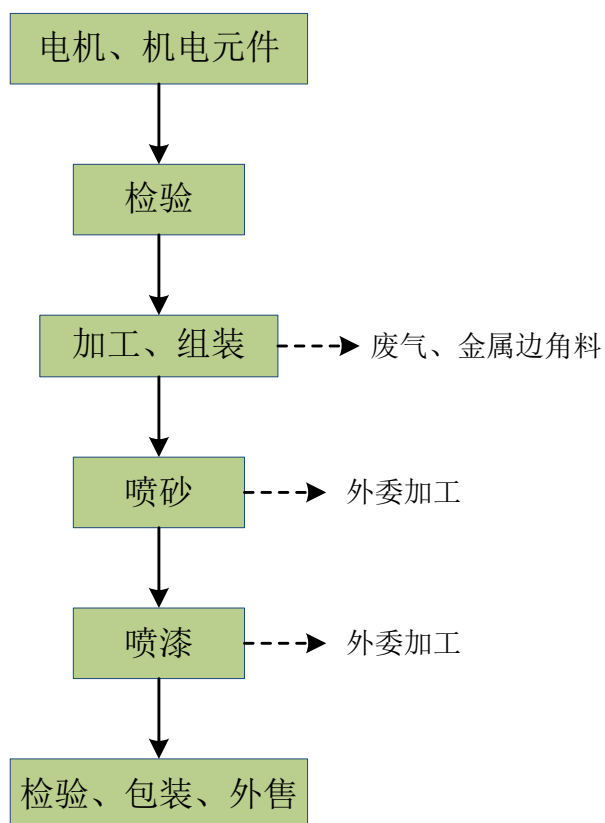 电机、机电元件
检验
加工、组装
废气、金属边角料
喷砂
外委加工
喷漆
外委加工
检验、包装、外售